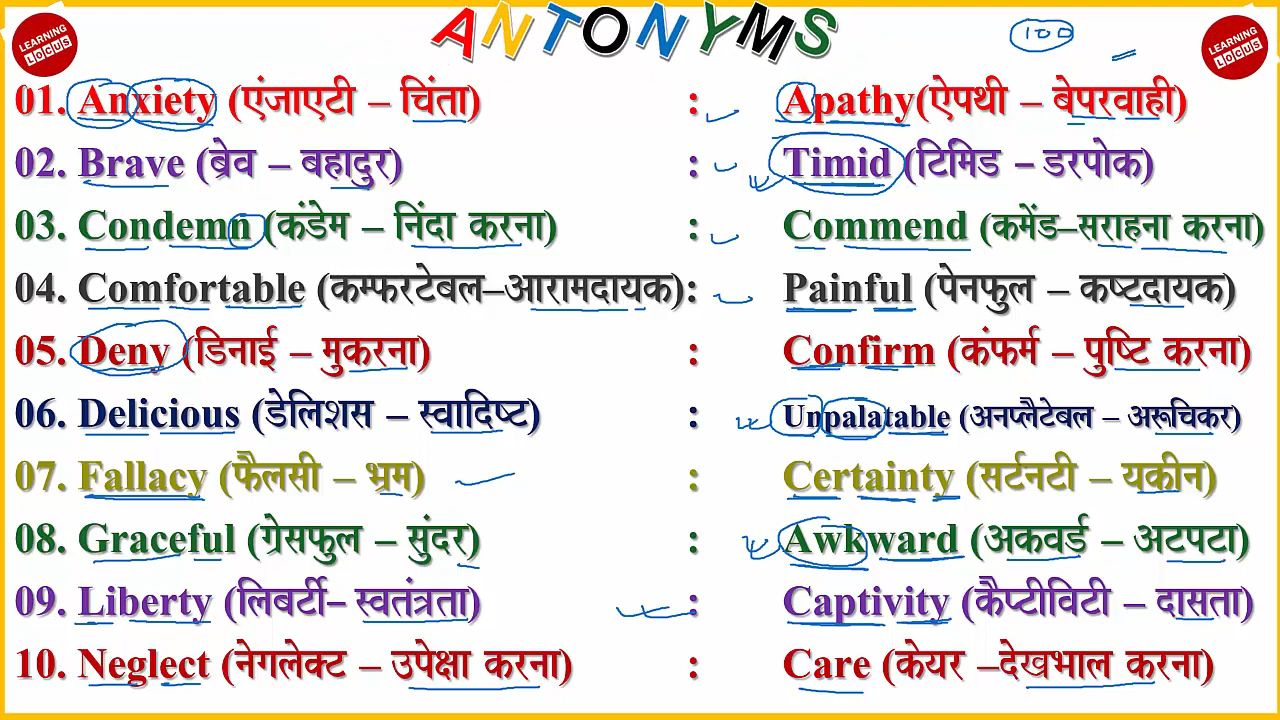 ANTONYMS
LEARNING LOCUS
100
LEARNING LOCUS
01. Anxiety (एंजाएटी – चिंता) : Apathy(ऐपथी – बेपरवाही)
02. Brave (ब्रेव – बहादुर) : Timid (टिमिड – डरपोक)
03. Condemn (कंडेम – निंदा करना) : Commend (कमेंड–सराहना करना)
04. Comfortable (कम्फरटेबल–आरामदायक): Painful (पेनफुल – कष्टदायक)
05. Deny (डिनाई – मुकरना) : Confirm (कंफर्म – पुष्टि करना)
06. Delicious (डेलिशस – स्वादिष्ट) : Unpalatable (अनप्लैटेबल – अरूचिकर)
07. Fallacy (फैलसी – भ्रम) : Certainty (सर्टनटी – यकीन)
08. Graceful (ग्रेसफुल – सुंदर) : Awkward (अकवर्ड – अटपटा)
09. Liberty (लिबर्टी– स्वतंत्रता) : Captivity (कैप्टीविटी – दासता)
10. Neglect (नेगलेक्ट – उपेक्षा करना) : Care (केयर –देखभाल करना)